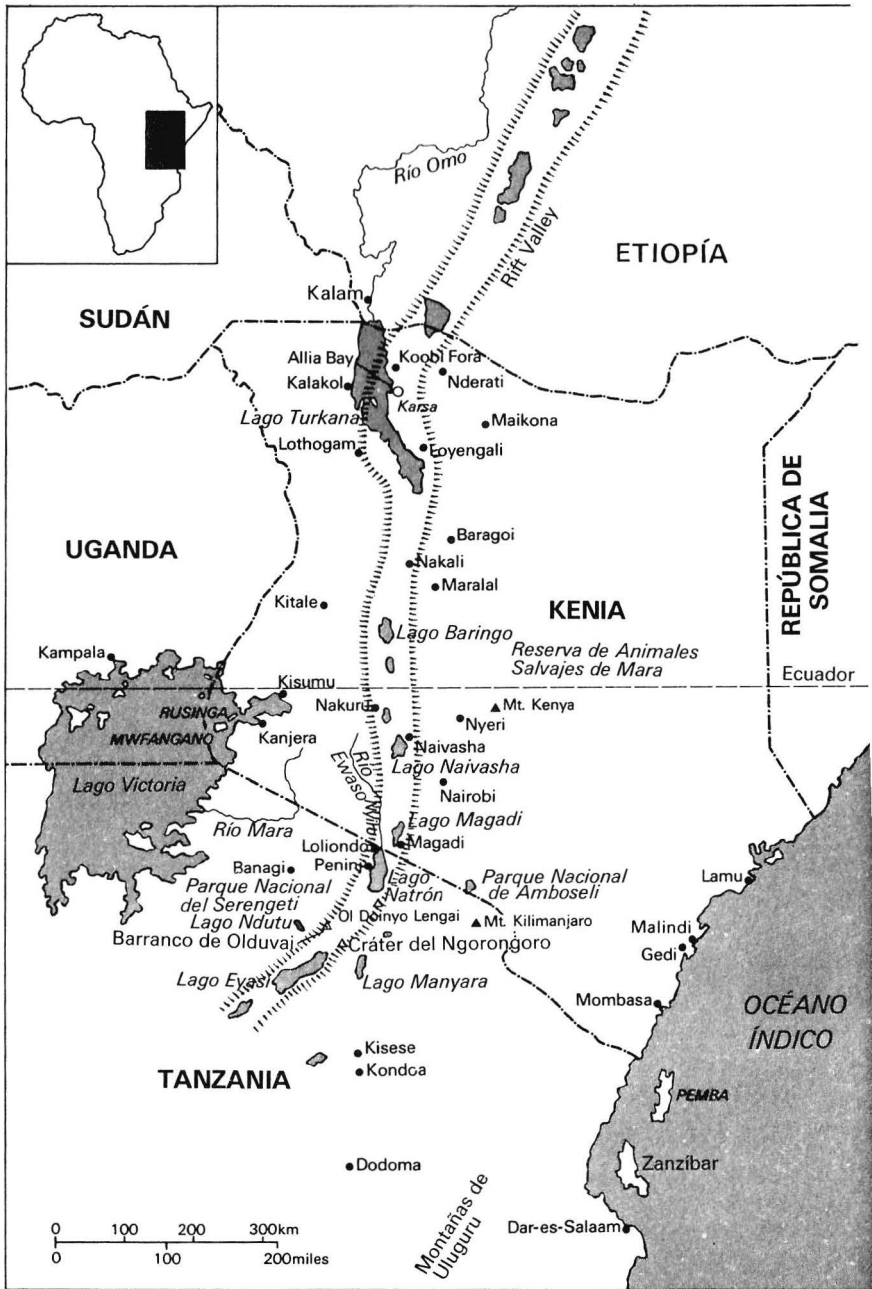 Río Omo
Rift Valley
ETIOPÍA
SUDÁN
Kalam
Allia Bay
Koobi Fora
Kalakol
Nderati
Karsa
Lago Turkana
Maikona
Lothogam
Loyengali
REPÚBLICA DE
SOMALIA
UGANDA
Baragoi
Nakali
Maralal
Kitale
KENIA
Lago Baringo
Reserva de Animales
Salvajes de Mara
Kampala
Ecuador
Kisumu
RUSINGA
Nakuru
Mt. Kenya
Nyeri
MWFANGANO
Kanjera
Naivasha
Río
Ewaso
Lago Naivasha
Lago Victoria
Nairobi
Río Mara
Lago Magadi
Loliondo
Magadi
Peninj
Banagi
Lago
Natrón
Parque Nacional
de Amboseli
Lamu
Parque Nacional
del Serengeti
Lago Ndutu
Ol Doinyo Lengai
Mt. Kilimanjaro
Malindi
Barranco de Olduvai
Cráter del Ngorongoro
Gedi
Lago Eyasi
Lago Manyara
Mombasa
OCÉANO
ÍNDICO
Kisese
Kondoa
TANZANIA
PEMBA
Zanzíbar
Dodoma
Montañas de
Uluguru
Dar-es-Salaam
0 100 200 300km
0 100 200miles